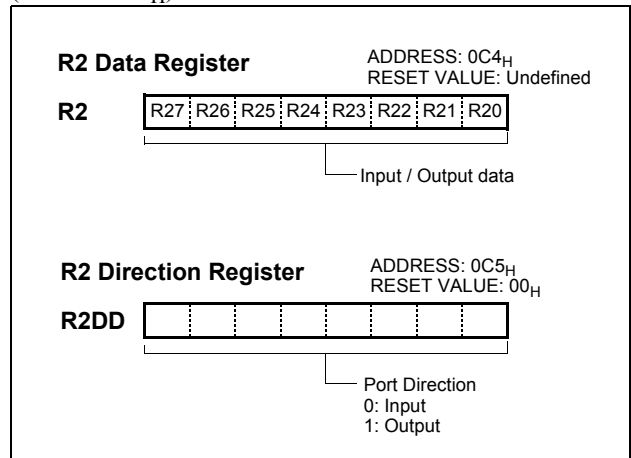 R2 Data Register
ADDRESS: 0C4H
RESET VALUE: Undefined
R2
R27 R26 R25 R24 R23 R22 R21 R20
Input / Output data
R2 Direction Register
ADDRESS: 0C5H
RESET VALUE: 00H
R2DD
Port Direction
0: Input
1: Output